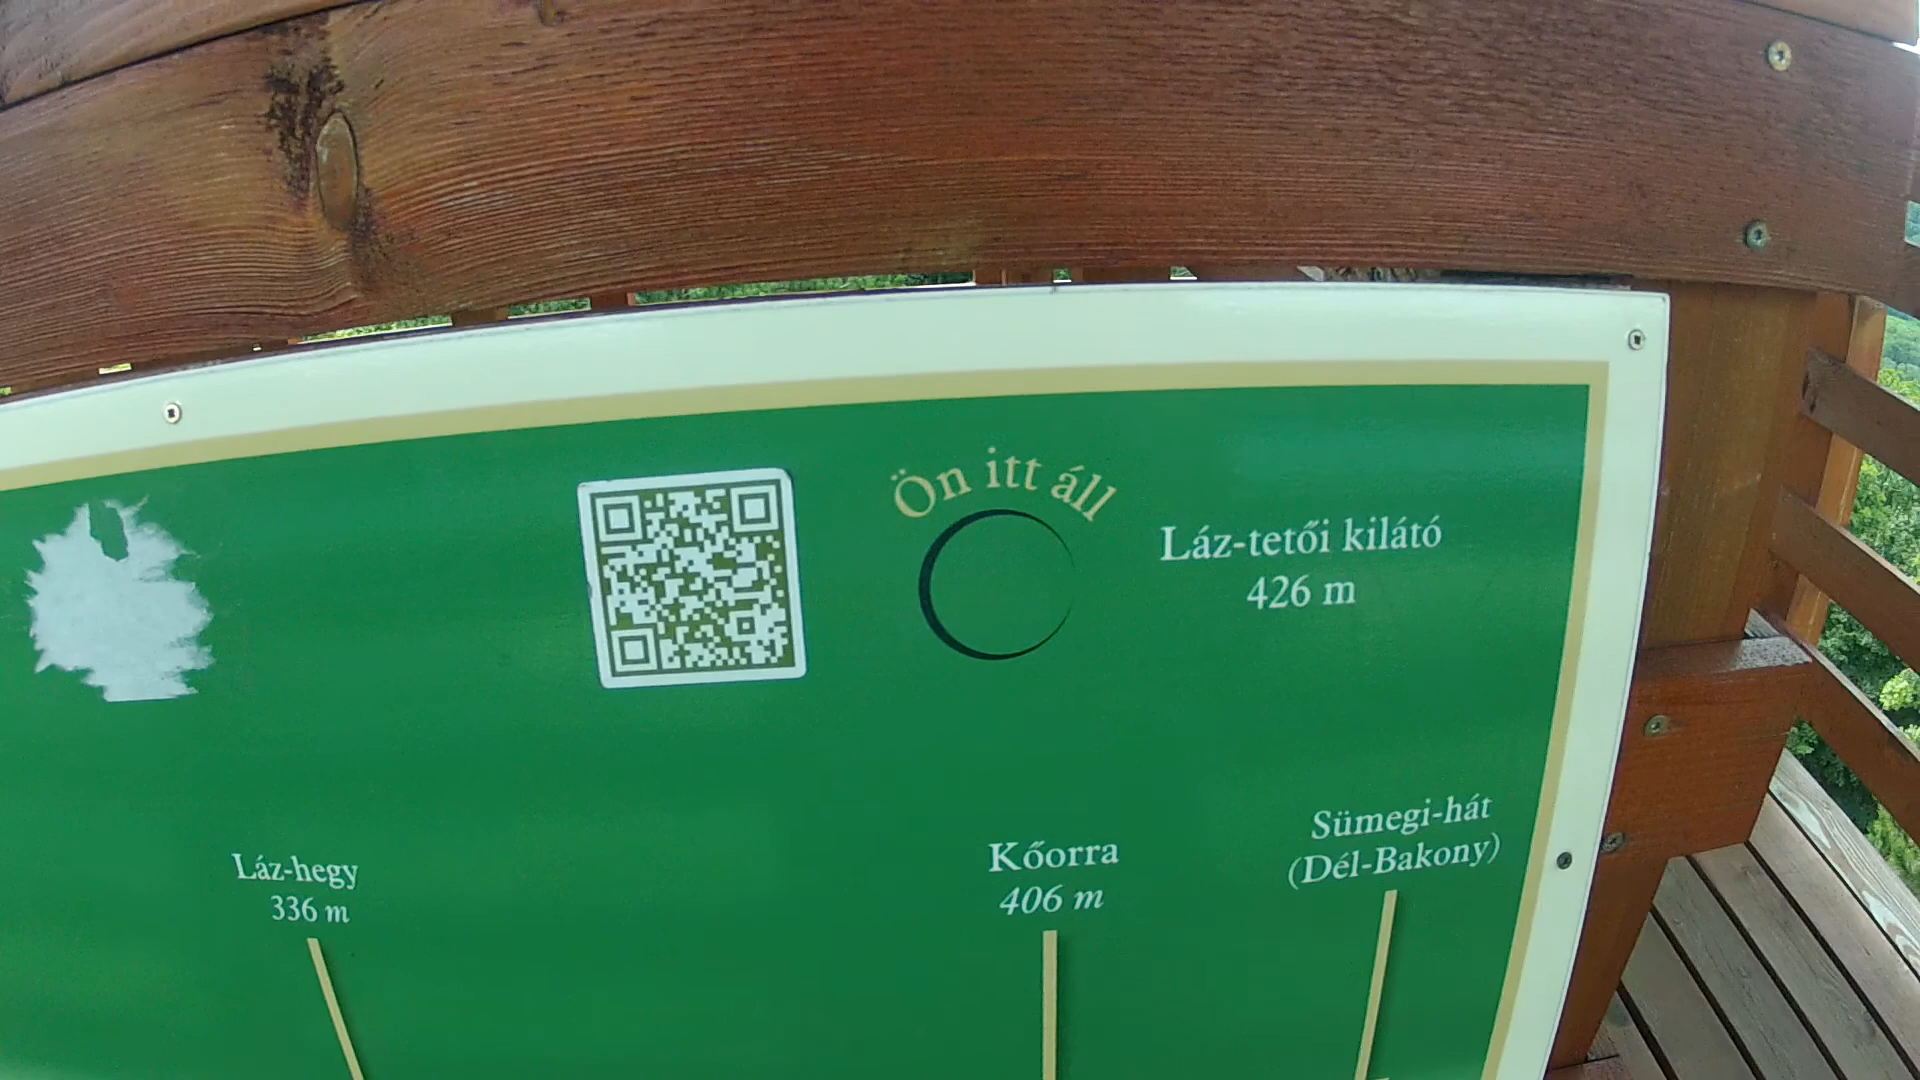 Ön itt áll
Láz-tetői kilátó
426 m
Láz-hegy
336 m
Kőorra
406 m
Sümegi-hát
(Dél-Bakony)